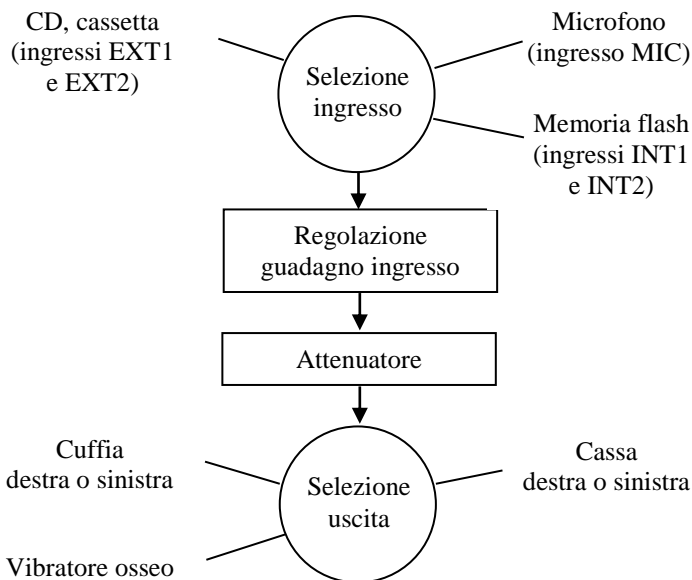 CD, cassetta
(ingressi EXT1
e EXT2)
Selezione
ingresso
Microfono
(ingresso MIC)
Memoria flash
(ingressi INT1
e INT2)
Regolazione
guadagno ingresso
Attenuatore
Cuffia
destra o sinistra
Selezione
uscita
Cassa
destra o sinistra
Vibratore osseo